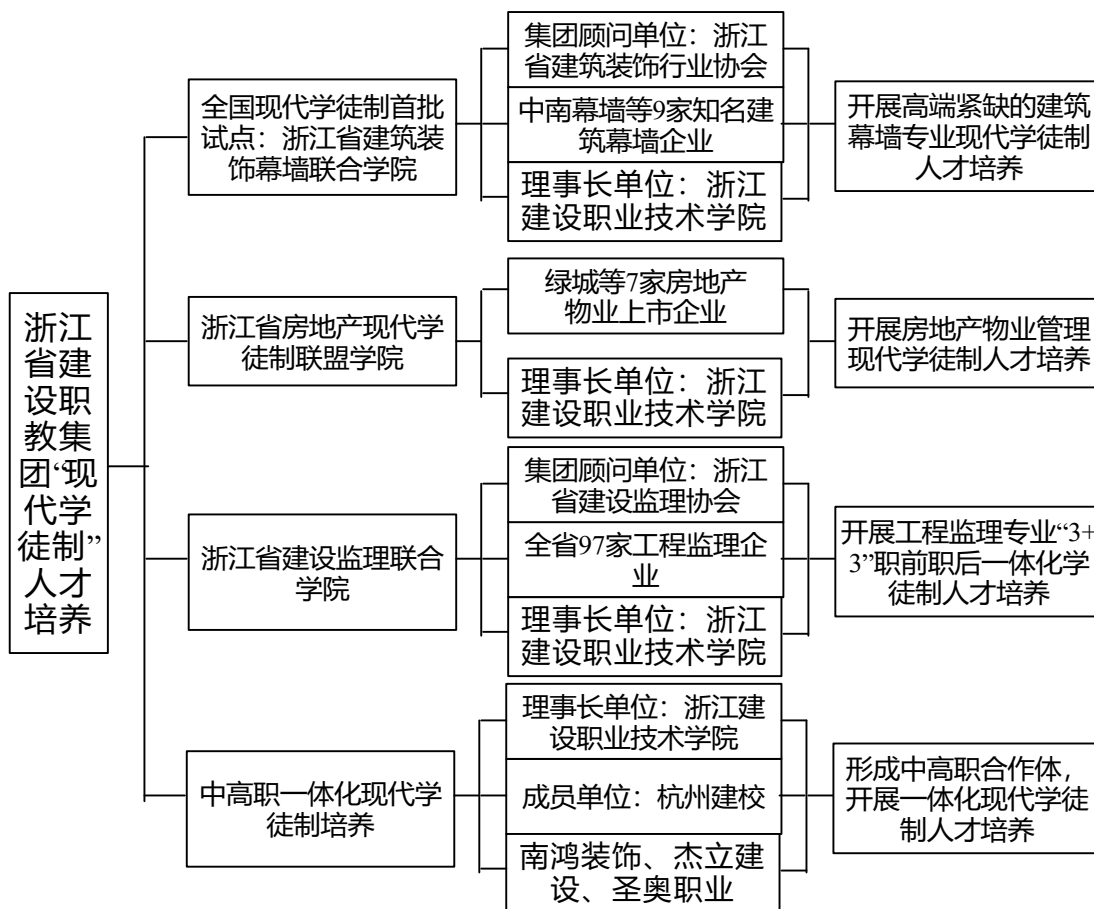 浙江
省建
设职
教集
团“现
代学
徒制”
人才
培养
全国现代学徒制首批
试点：浙江省建筑装
饰幕墙联合学院
集团顾问单位：浙江
省建筑装饰行业协会
中南幕墙等9家知名建
筑幕墙企业
理事长单位：浙江
建设职业技术学院
开展高端紧缺的建筑
幕墙专业现代学徒制
人才培养
浙江省房地产现代学
徒制联盟学院
绿城等7家房地产
物业上市企业
理事长单位：浙江
建设职业技术学院
开展房地产物业管理
现代学徒制人才培养
浙江省建设监理联合
学院
集团顾问单位：浙江
省建设监理协会
全省97家工程监理企
业
理事长单位：浙江
建设职业技术学院
开展工程监理专业“3+
3”职前职后一体化学
徒制人才培养
中高职一体化现代学
徒制培养
理事长单位：浙江建
设职业技术学院
成员单位：杭州建校
南鸿装饰、杰立建
设、圣奥职业
形成中高职合作体，
开展一体化现代学徒
制人才培养